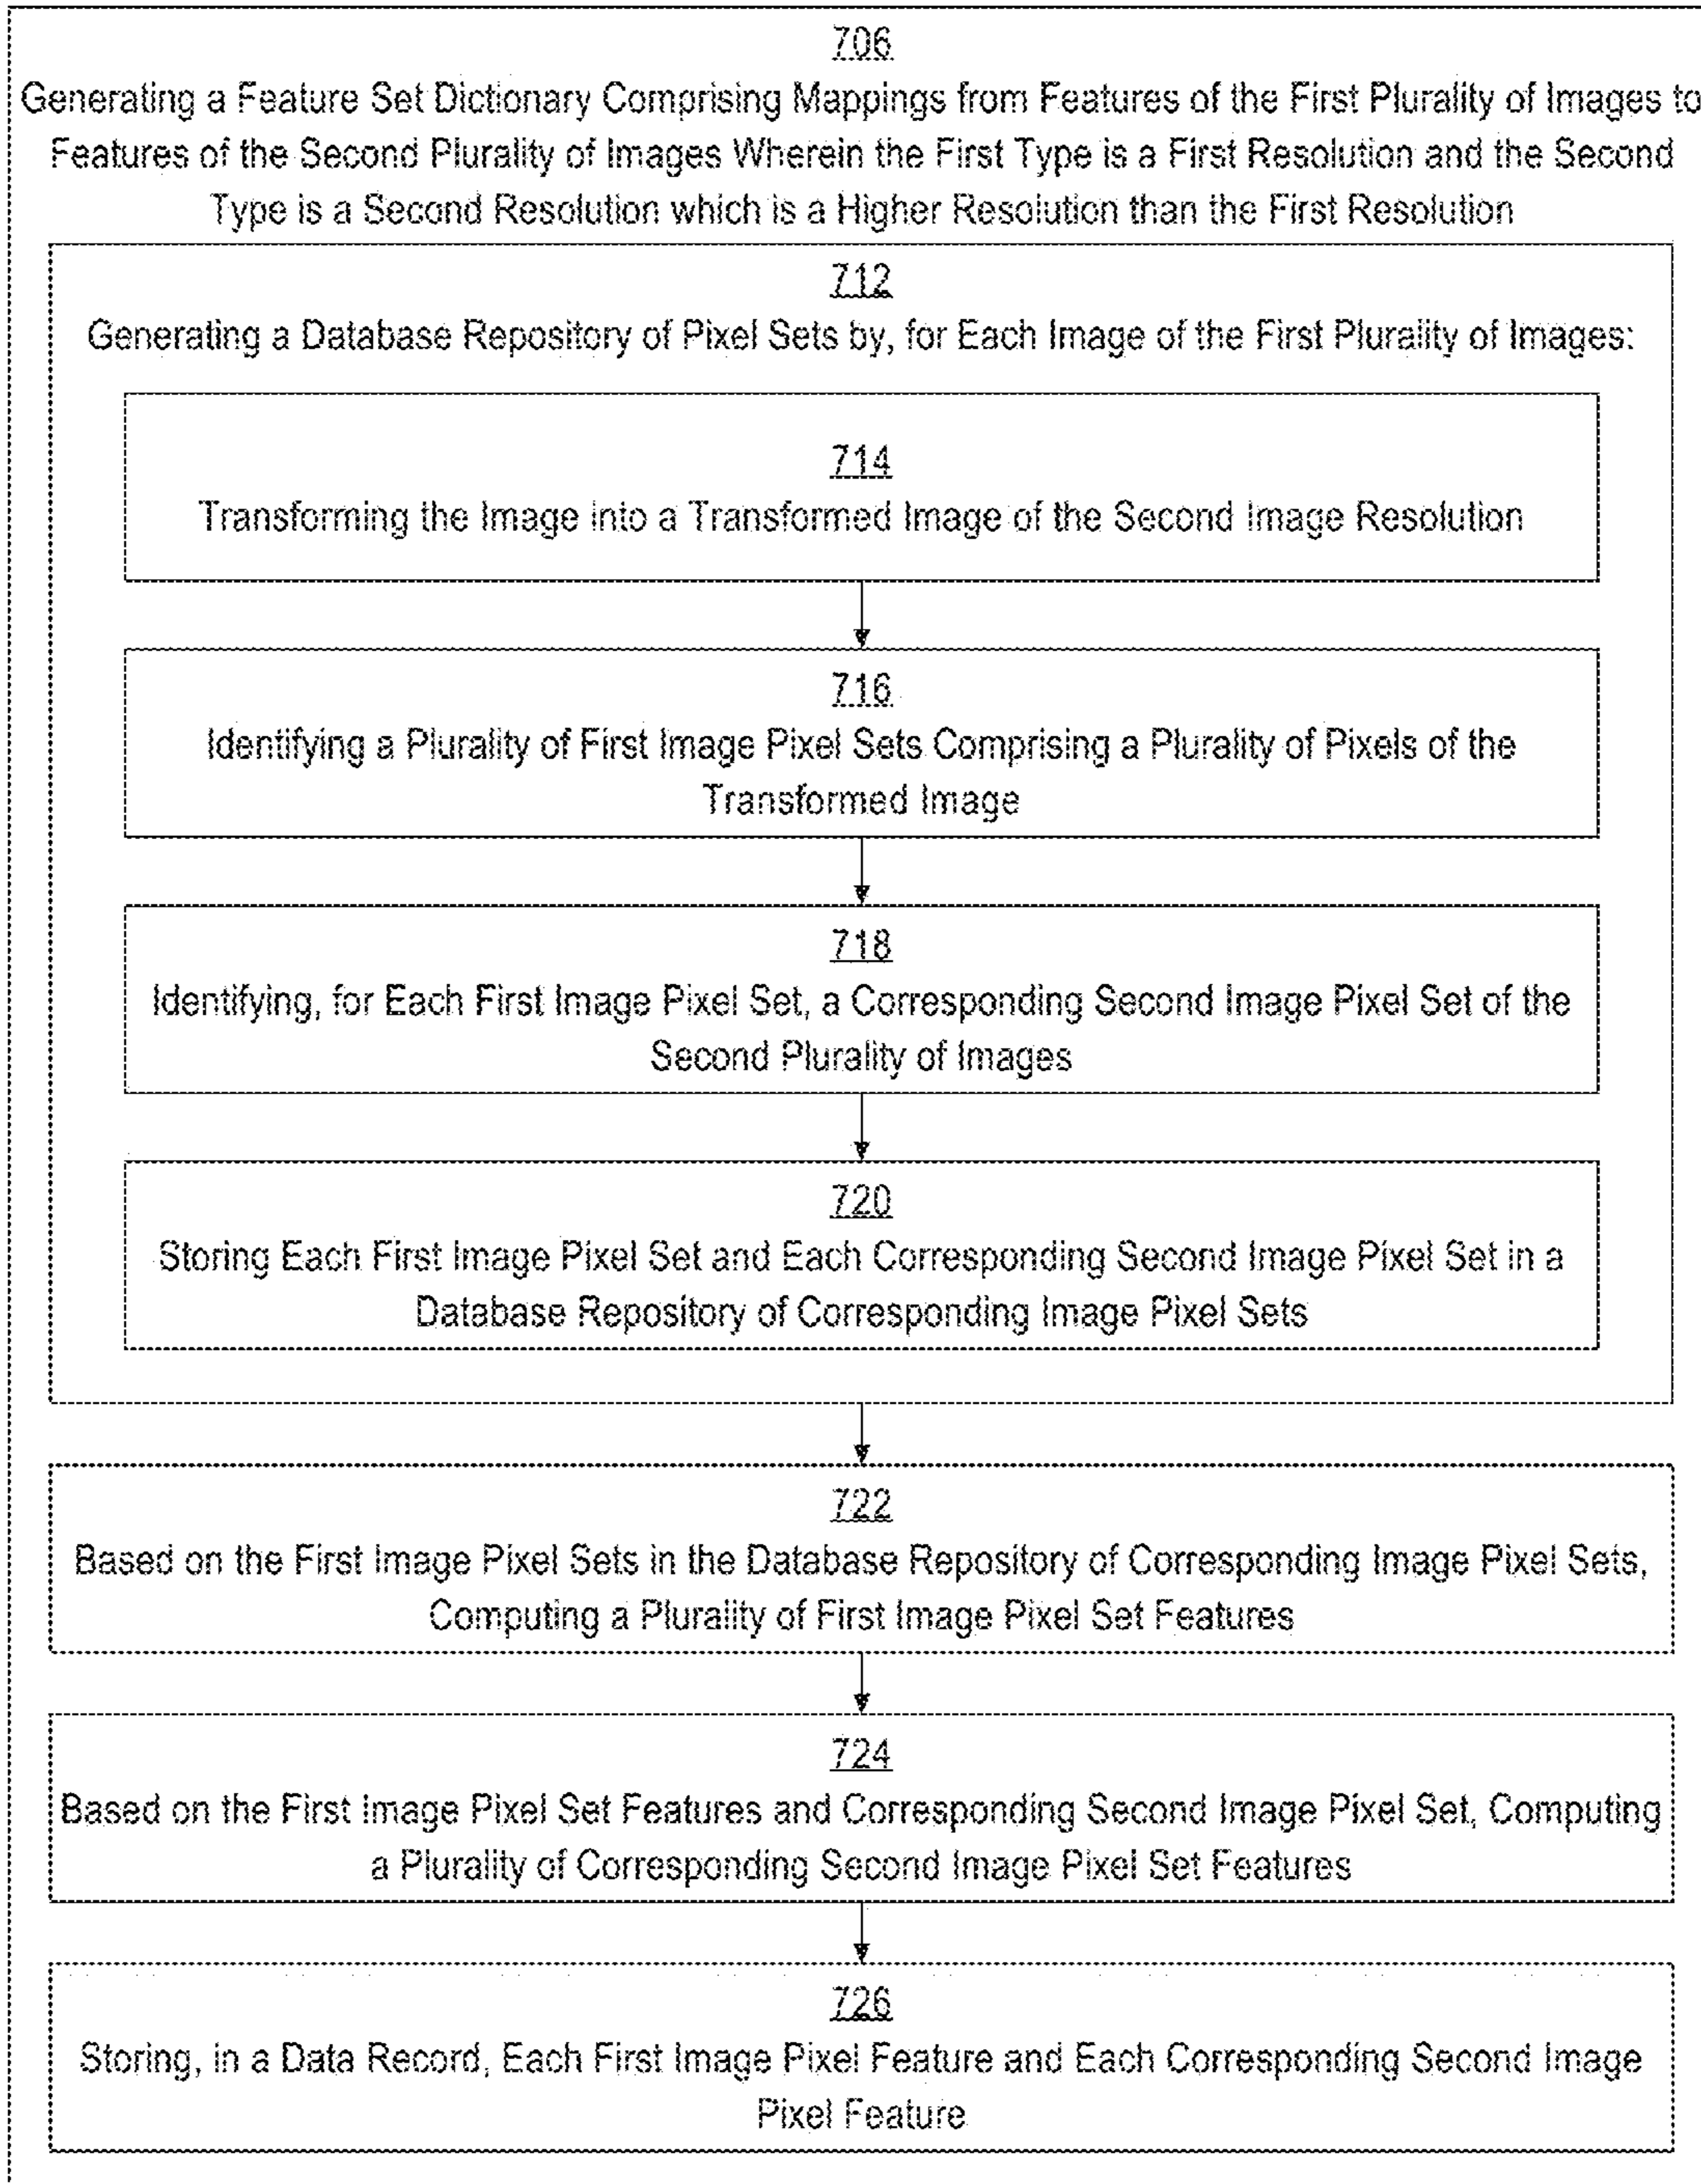 706
Generating a Feature Set Dictionary Comprising Mappings from Features of the First Plurality of Images to
Features of the Second Plurality of Images Wherein the First Type is a First Resolution and the Second
Type is a Second Resolution which is a Higher Resolution than the First Resolution
712
Generating a Database Repository of Pixel Sets by, for Each Image of the First Plurality of Images:
714
Transforming the Image into a Transformed Image of the Second Image Resolution
716
Identifying a Plurality of First Image Pixel Sets Comprising a Plurality of Pixels of the
Transformed Image
718
Identifying, for Each First Image Pixel Set, a Corresponding Second Image Pixel Set of the
Second Plurality of Images
720
Storing Each First Image Pixel Set and Each Corresponding Second Image Pixel Set in a
Database Repository of Corresponding Image Pixel Sets
722
Based on the First Image Pixel Sets in the Database Repository of Corresponding Image Pixel Sets,
Computing a Plurality of First Image Pixel Set Features
724
Based on the First Image Pixel Set Features and Corresponding Second Image Pixel Set, Computing
a Plurality of Corresponding Second Image Pixel Set Features
726
Storing, in a Data Record, Each First Image Pixel Feature and Each Corresponding Second Image
Pixel Feature